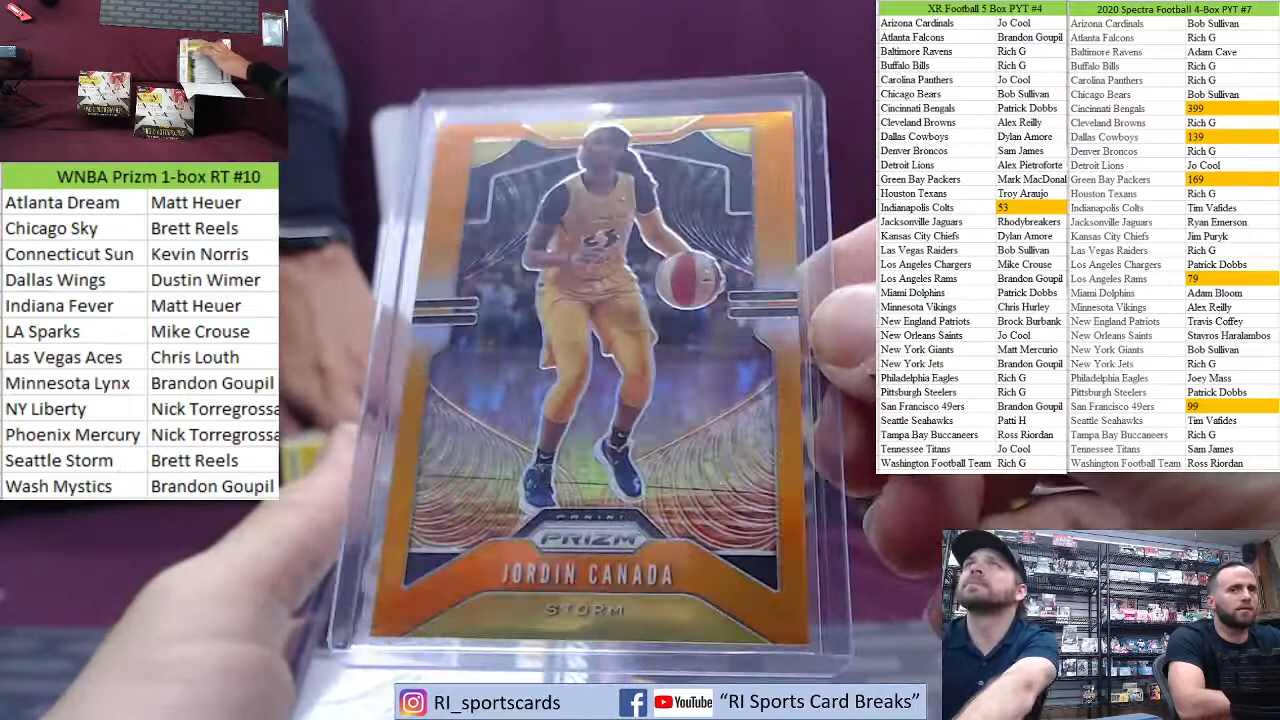 WNBA Prizm 1-box RT #10
Atlanta Dream Matt Heuer
Chicago Sky Brett Reels
Connecticut Sun Kevin Norris
Dallas Wings Dustin Wimer
Indiana Fever Matt Heuer
LA Sparks Mike Crouse
Las Vegas Aces Chris Louth
Minnesota Lynx Brandon Goupil
NY Liberty Nick Torregrossa
Phoenix Mercury Nick Torregrossa
Seattle Storm Brett Reels
Wash Mystics Brandon Goupil
PANINI
PRIZM
JORDIN CANADA
STORM
XR Football 5 Box PYT #4 2020 Spectra Football 4-Box PYT #7
Arizona Cardinals Jo Cool Arizona Cardinals Bob Sullivan
Atlanta Falcons Brandon Goupil Atlanta Falcons Rich G
Baltimore Ravens Rich G Baltimore Ravens Adam Cave
Buffalo Bills Rich G Buffalo Bills Rich G
Carolina Panthers Jo Cool Carolina Panthers Rich G
Chicago Bears Bob Sullivan Chicago Bears Bob Sullivan
Cincinnati Bengals Patrick Dobbs Cincinnati Bengals 399
Cleveland Browns Alex Reilly Cleveland Browns Rich G
Dallas Cowboys Dylan Amore Dallas Cowboys 139
Denver Broncos Sam James Denver Broncos Rich G
Detroit Lions Alex Pietroforte Detroit Lions Jo Cool
Green Bay Packers Mark MacDonal Green Bay Packers 169
Houston Texans Troy Araujo Houston Texans Rich G
Indianapolis Colts 53 Indianapolis Colts Tim Vafides
Jacksonville Jaguars Rhodybreakers Jacksonville Jaguars Ryan Emerson
Kansas City Chiefs Dylan Amore Kansas City Chiefs Jim Puryk
Las Vegas Raiders Bob Sullivan Las Vegas Raiders Rich G
Los Angeles Chargers Mike Crouse Los Angeles Chargers Patrick Dobbs
Los Angeles Rams Brandon Goupil Los Angeles Rams 79
Miami Dolphins Patrick Dobbs Miami Dolphins Adam Bloom
Minnesota Vikings Chris Hurley Minnesota Vikings Alex Reilly
New England Patriots Brock Burbank New England Patriots Travis Coffey
New Orleans Saints Jo Cool New Orleans Saints Stavros Haralambos
New York Giants Matt Mercurio New York Giants Bob Sullivan
New York Jets Brandon Goupil New York Jets Rich G
Philadelphia Eagles Rich G Philadelphia Eagles Joey Mass
Pittsburgh Steelers Rich G Pittsburgh Steelers Patrick Dobbs
San Francisco 49ers Brandon Goupil San Francisco 49ers 99
Seattle Seahawks Patti H Seattle Seahawks Tim Vafides
Tampa Bay Buccaneers Ross Riordan Tampa Bay Buccaneers Rich G
Tennessee Titans Jo Cool Tennessee Titans Sam James
Washington Football Team Rich G Washington Football Team Ross Riordan
RI_sportscards YouTube "RI Sports Card Breaks"